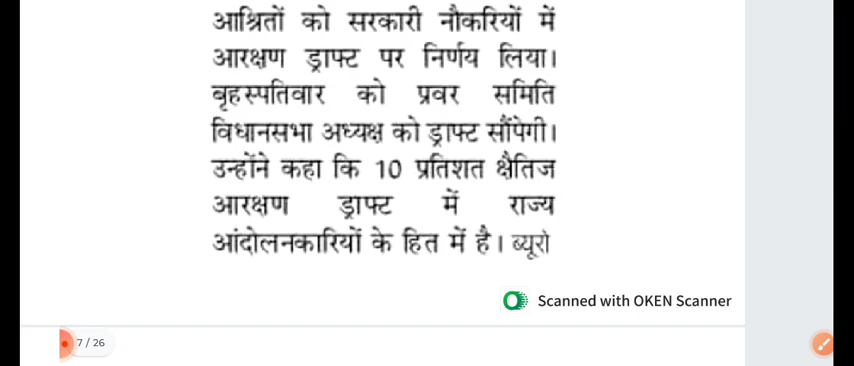 आश्रितों को सरकारी नौकरियों में
आरक्षण ड्राफ्ट पर निर्णय लिया।
बृहस्पतिवार को प्रवर समिति
विधानसभा अध्यक्ष को ड्राफ्ट सौंपेगी।
उन्होंने कहा कि 10 प्रतिशत क्षैतिज
आरक्षण ड्राफ्ट में राज्य
आंदोलनकारियों के हित में है। ब्यूरो
Scanned with OKEN Scanner
7 / 26